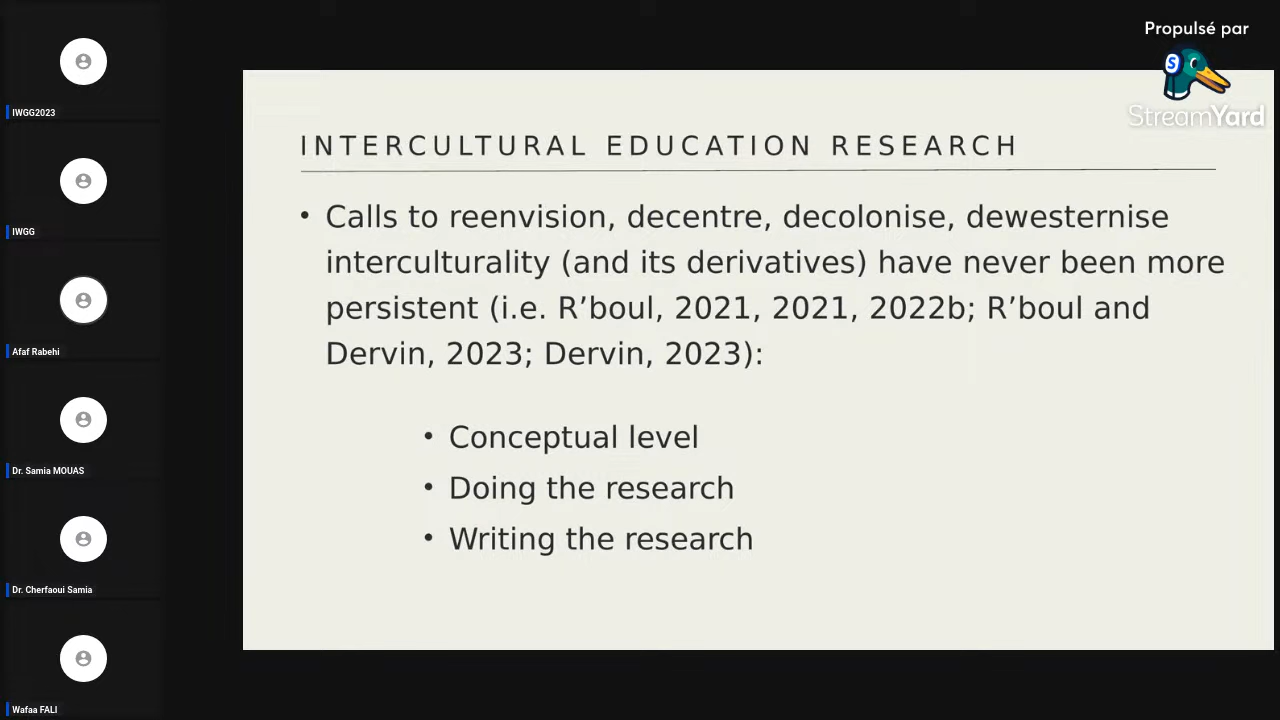 Propulsé par
S
StreamYard
IWGG2023
IWGG
Afaf Rabehi
Dr. Samia MOUAS
Dr. Cherfaoui Samia
Wafaa FALI
INTERCULTURAL EDUCATION RESEARCH
• Calls to reenvision, decentre, decolonise, dewesternise
interculturality (and its derivatives) have never been more
persistent (i.e. R’boul, 2021, 2021, 2022b; R’boul and
Dervin, 2023; Dervin, 2023):
• Conceptual level
• Doing the research
• Writing the research